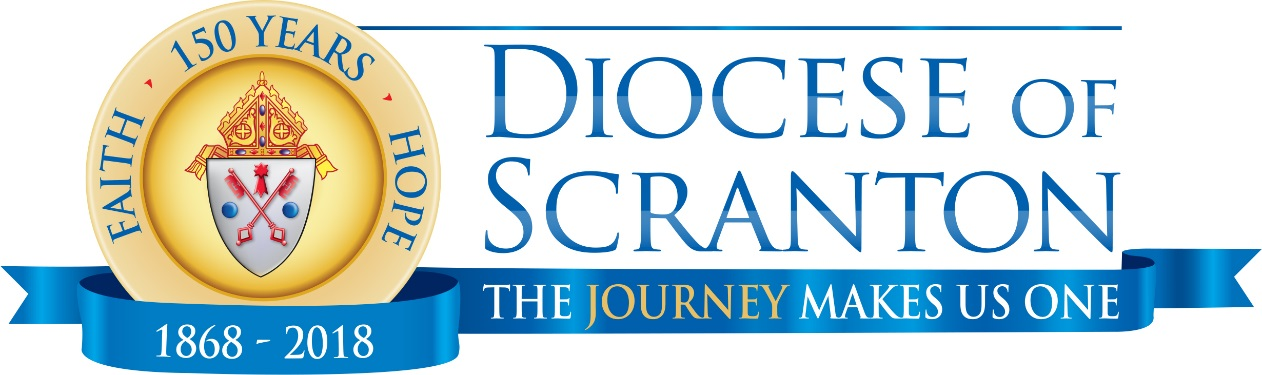 FAITH • 150 YEARS • HOPE
1868 - 2018
DIOCESE OF
SCRANTON
THE JOURNEY MAKES US ONE